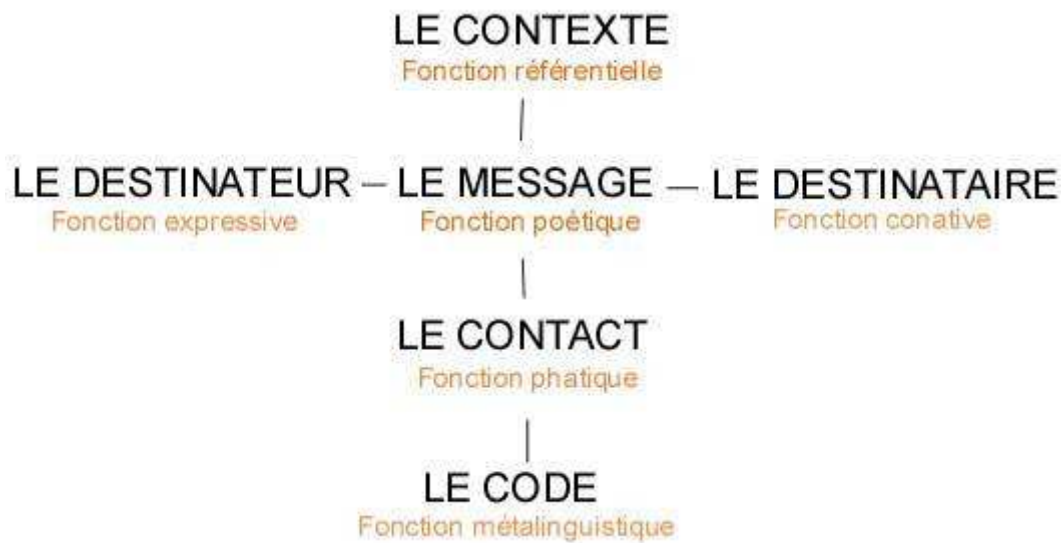 LE CONTEXTE
Fonction référentielle
LE DESTINATEUR – LE MESSAGE — LE DESTINATAIRE
Fonction expressive Fonction poétique Fonction conative
LE CONTACT
Fonction phatique
LE CODE
Fonction métalinguistique